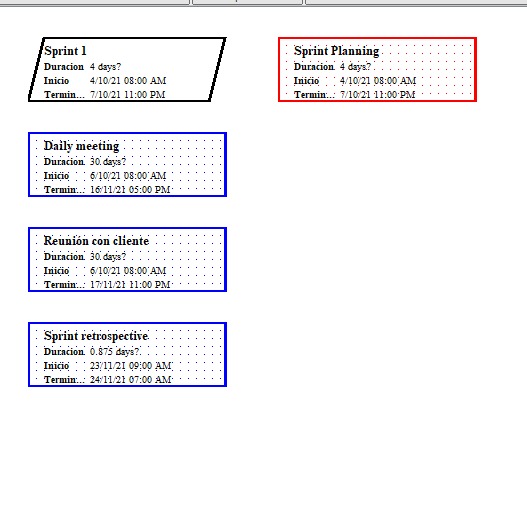 Sprint 1
Duracion 4 days?
Inicio 4/10/21 08:00 AM
Termin... 7/10/21 11:00 PM
Sprint Planning
Duracion 4 days?
Inicio 4/10/21 08:00 AM
Termin... 7/10/21 11:00 PM
Daily meeting
Duracion 30 days?
Inicio 6/10/21 08:00 AM
Termin... 16/11/21 05:00 PM
Reunión con cliente
Duracion 30 days?
Inicio 6/10/21 08:00 AM
Termin... 17/11/21 11:00 PM
Sprint retrospective
Duracion 0.875 days?
Inicio 23/11/21 09:00 AM
Termin... 24/11/21 07:00 AM